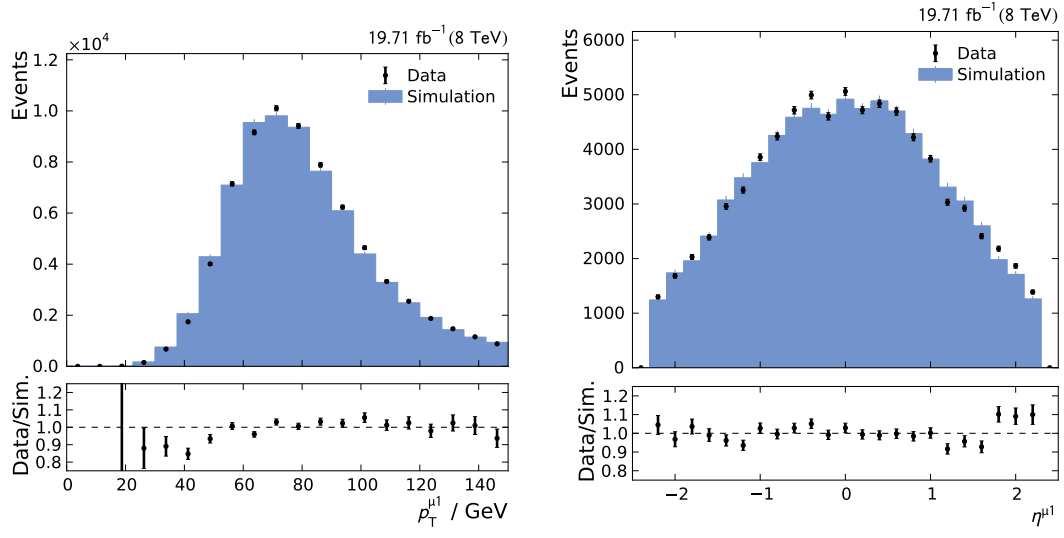 19.71 fb⁻¹ (8 TeV)
×10⁴
Events
1.2
1.0
0.8
0.6
0.4
0.2
0.0
Data
Simulation
Data/Sim.
1.2
1.1
1.0
0.9
0.8
0 20 40 60 80 100 120 140
p_T^μ1 / GeV
19.71 fb⁻¹ (8 TeV)
Events
6000
5000
4000
3000
2000
1000
0
Data
Simulation
Data/Sim.
1.2
1.1
1.0
0.9
0.8
−2 −1 0 1 2
η^μ1